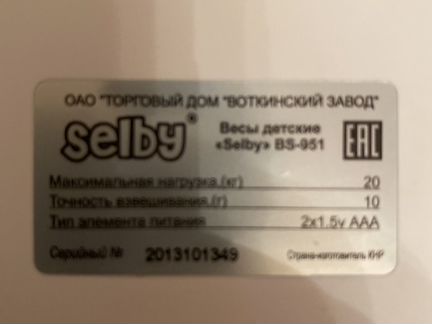 ОАО "ТОРГОВЫЙ ДОМ "ВОТКИНСКИЙ ЗАВОД"
selby® Весы детские «Selby» BS-951 EAC
Максимальная нагрузка,(кг) 20
Точность взвешивания,(г) 10
Тип элемента питания 2x1.5v AAA
Серийный № 2013101349 Страна-изготовитель КНР